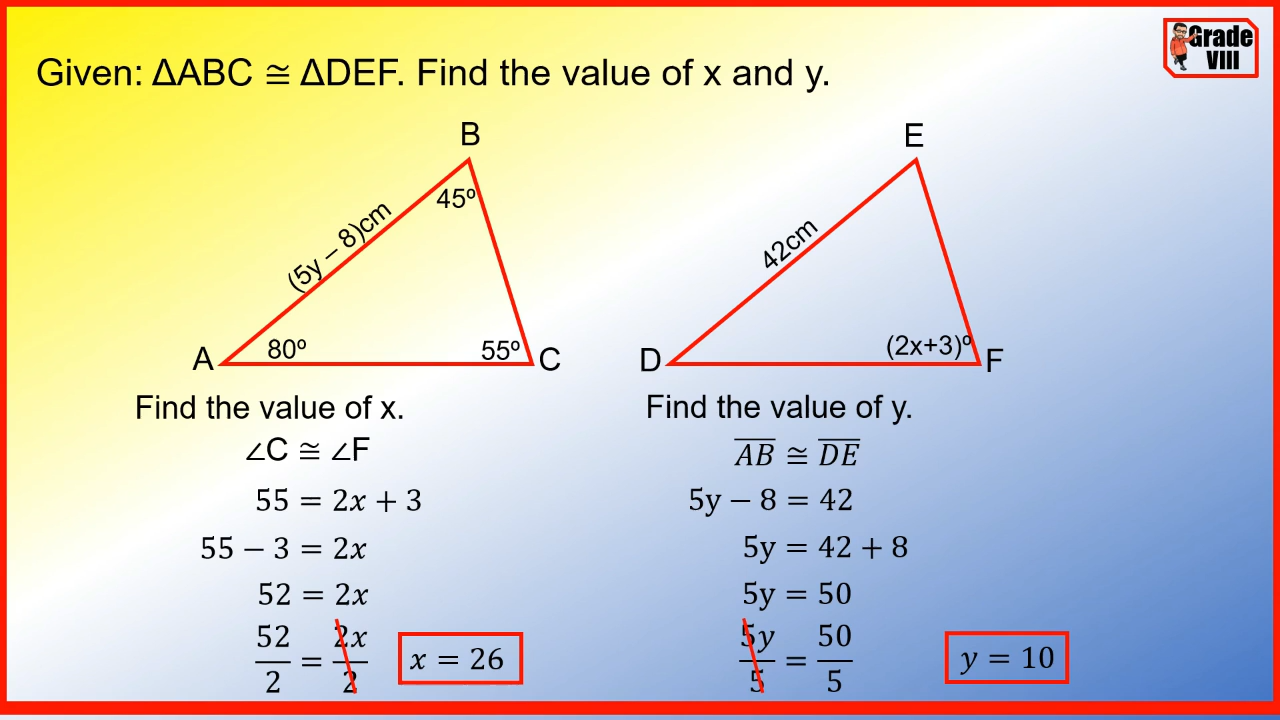 Given: ΔABC ≅ ΔDEF. Find the value of x and y.
Grade
VIII
B
45º
(5y – 8)cm
A
80º
55º
C
E
42cm
D
(2x+3)º
F
Find the value of x.
∠C ≅ ∠F
55 = 2x + 3
55 − 3 = 2x
52 = 2x
52/2 = 2x/2
x = 26
Find the value of y.
A̅B̅ ≅ D̅E̅
5y − 8 = 42
5y = 42 + 8
5y = 50
5y/5 = 50/5
y = 10